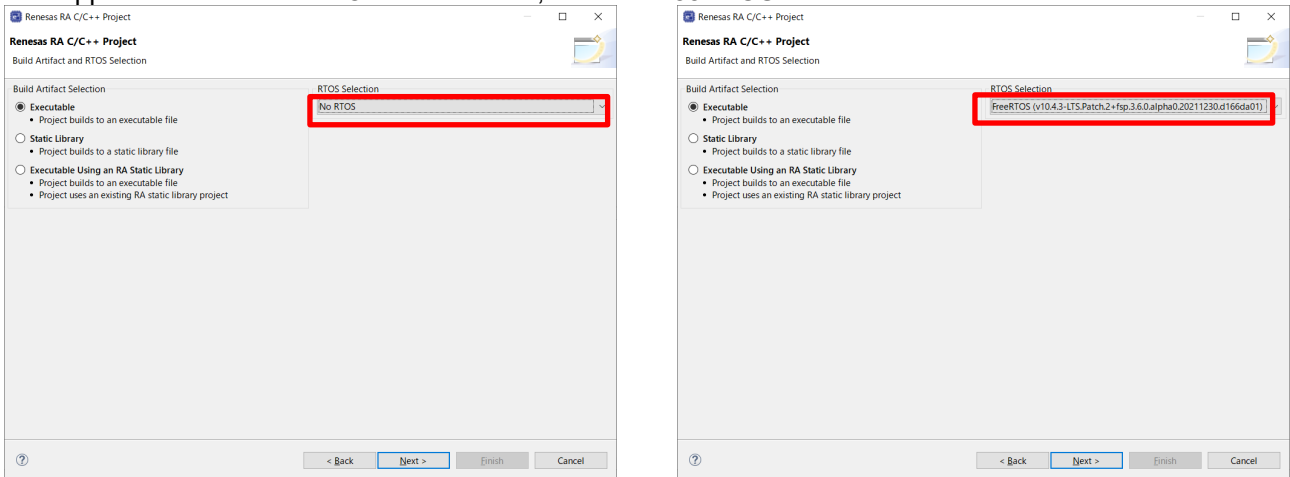 Renesas RA C/C++ Project
Renesas RA C/C++ Project
Build Artifact and RTOS Selection
Build Artifact Selection
Executable
• Project builds to an executable file
Static Library
• Project builds to a static library file
Executable Using an RA Static Library
• Project builds to an executable file
• Project uses an existing RA static library project
RTOS Selection
No RTOS
< Back
Next >
Finish
Cancel
Renesas RA C/C++ Project
Renesas RA C/C++ Project
Build Artifact and RTOS Selection
Build Artifact Selection
Executable
• Project builds to an executable file
Static Library
• Project builds to a static library file
Executable Using an RA Static Library
• Project builds to an executable file
• Project uses an existing RA static library project
RTOS Selection
FreeRTOS (v10.4.3-LTS.Patch.2+fsp.3.6.0.alpha0.20211230.d166da01)
< Back
Next >
Finish
Cancel